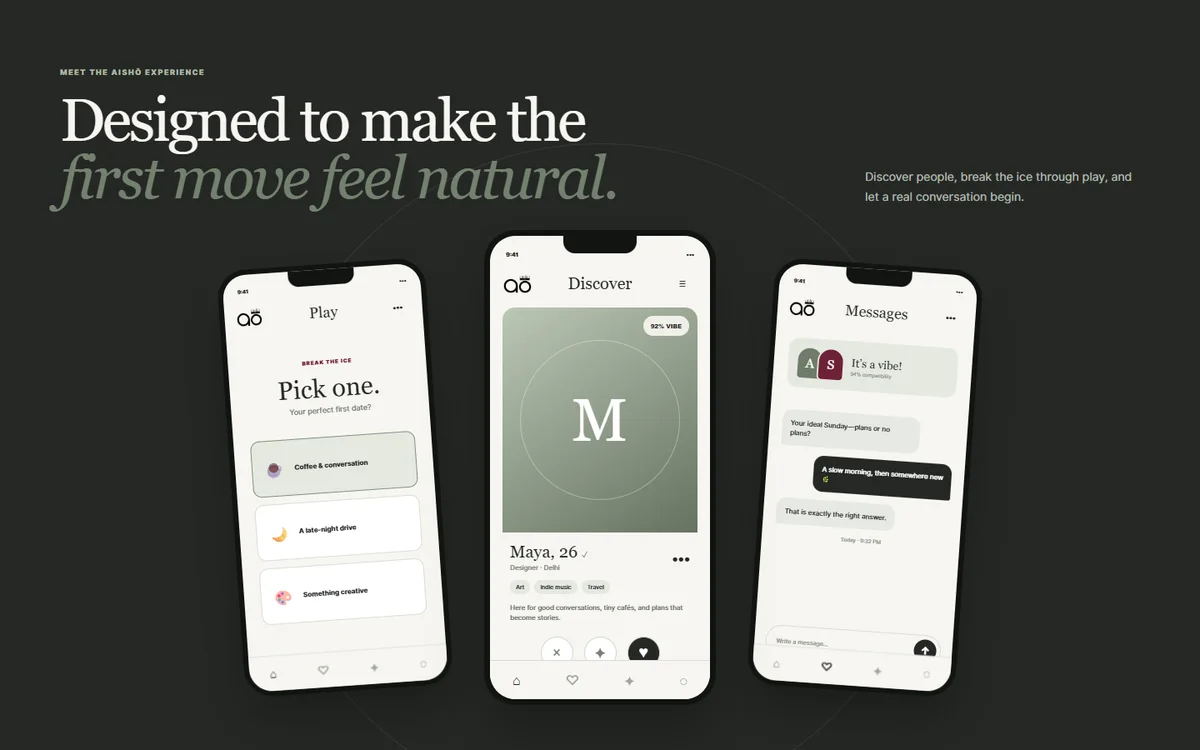 MEET THE AISHŌ EXPERIENCE
Designed to make the
first move feel natural.
Discover people, break the ice through play, and
let a real conversation begin.
9:41
aō
Play
BREAK THE ICE
Pick one.
Your perfect first date?
Coffee & conversation
A late-night drive
Something creative
9:41
aō
Discover
92% VIBE
M
Maya, 26 ✓
Designer · Delhi
Art
Indie music
Travel
Here for good conversations, tiny cafés, and plans that
become stories.
9:41
aō
Messages
A
S
It's a vibe!
94% compatibility
Your ideal Sunday—plans or no
plans?
A slow morning, then somewhere new
That is exactly the right answer.
Today · 9:32 PM
Write a message...